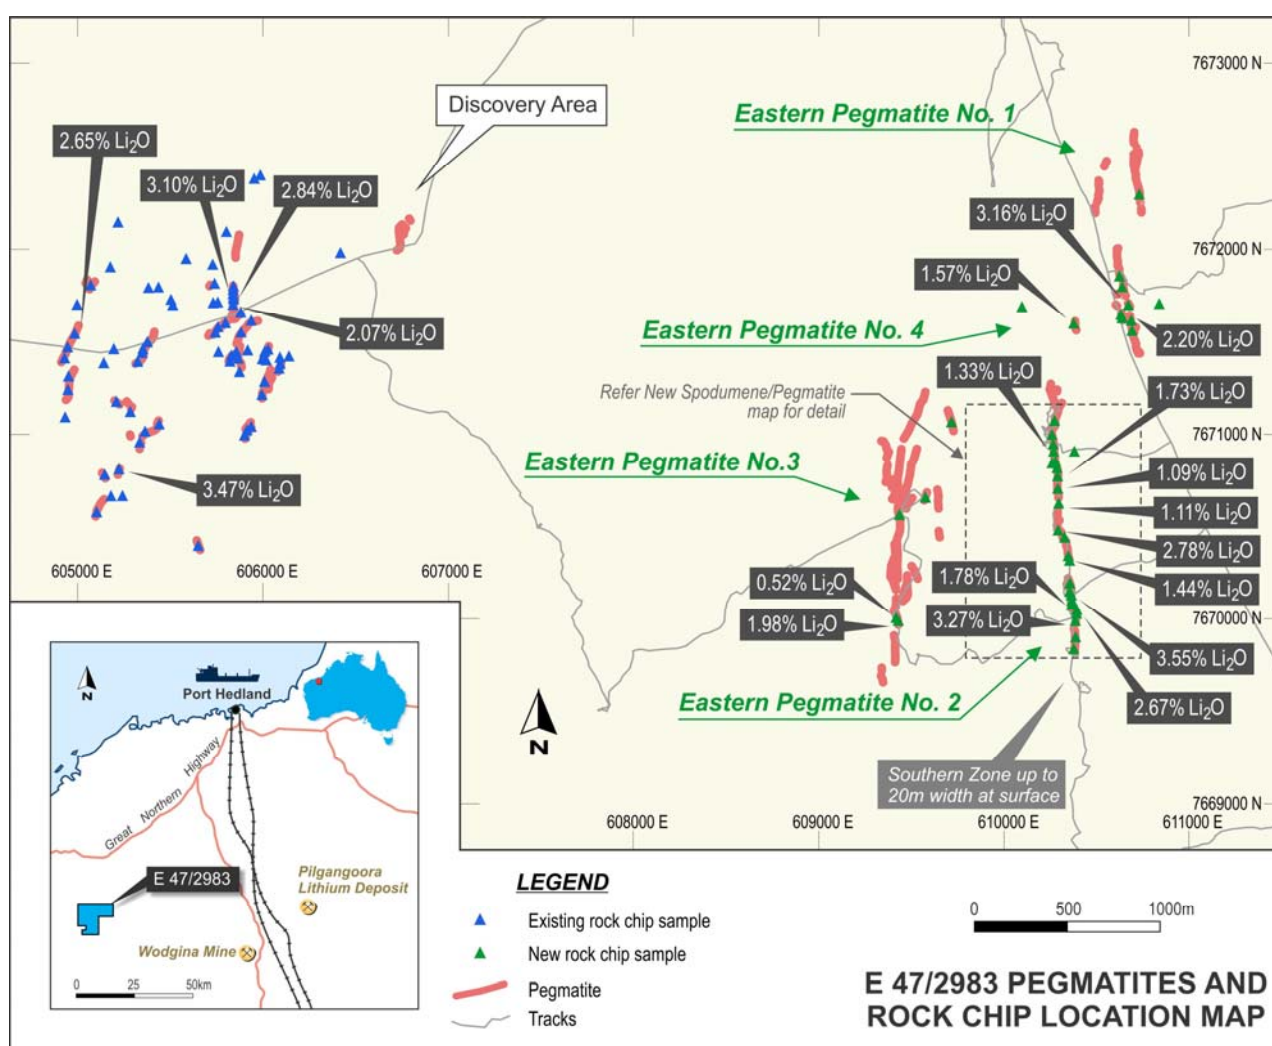 7673000 N
Discovery Area
Eastern Pegmatite No. 1
2.65% Li2O
3.10% Li2O
2.84% Li2O
3.16% Li2O
7672000 N
1.57% Li2O
2.07% Li2O
Eastern Pegmatite No. 4
2.20% Li2O
1.33% Li2O
Refer New Spodumene/Pegmatite
map for detail
1.73% Li2O
7671000 N
Eastern Pegmatite No.3
1.09% Li2O
3.47% Li2O
1.11% Li2O
2.78% Li2O
605000 E
606000 E
607000 E
0.52% Li2O
1.78% Li2O
1.44% Li2O
1.98% Li2O
3.27% Li2O
7670000 N
3.55% Li2O
Eastern Pegmatite No. 2
2.67% Li2O
N
Southern Zone up to
20m width at surface
7669000 N
608000 E
609000 E
610000 E
611000 E
N
Port Hedland
Great Northern Highway
E 47/2983
Pilgangoora
Lithium Deposit
Wodgina Mine
0
25
50km
LEGEND
Existing rock chip sample
New rock chip sample
Pegmatite
Tracks
0
500
1000m
E 47/2983 PEGMATITES AND
ROCK CHIP LOCATION MAP